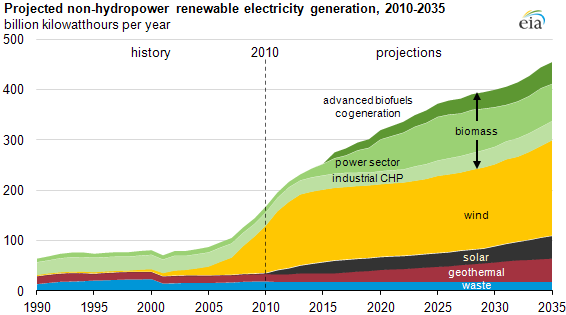 Projected non-hydropower renewable electricity generation, 2010-2035
billion kilowatthours per year
eia
500
400
300
200
100
0
history
2010
projections
advanced biofuels
cogeneration
biomass
power sector
industrial CHP
wind
solar
geothermal
waste
1990
1995
2000
2005
2010
2015
2020
2025
2030
2035